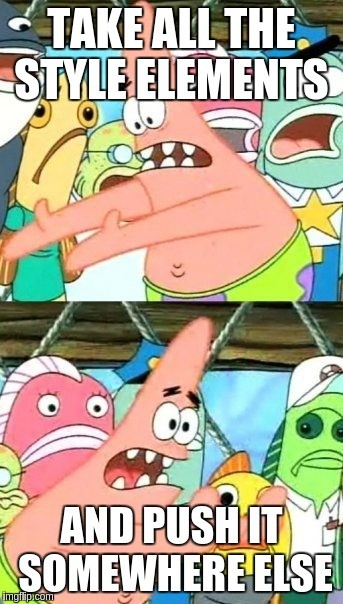 TAKE ALL THE
STYLE ELEMENTS
AND PUSH IT
SOMEWHERE ELSE
imgflip.com